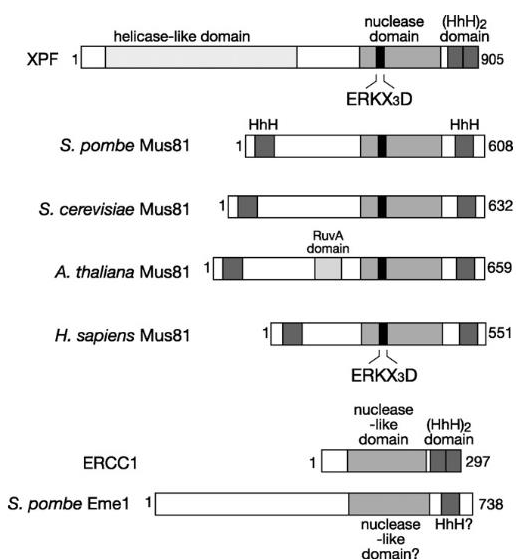 nuclease (HhH)2
helicase-like domain domain domain
XPF 1 905
ERKX3D
HhH HhH
S. pombe Mus81 1 608
S. cerevisiae Mus81 1 632
RuvA
domain
A. thaliana Mus81 1 659
H. sapiens Mus81 1 551
ERKX3D
nuclease
-like (HhH)2
domain domain
ERCC1 1 297
S. pombe Eme1 1 738
nuclease HhH?
-like
domain?